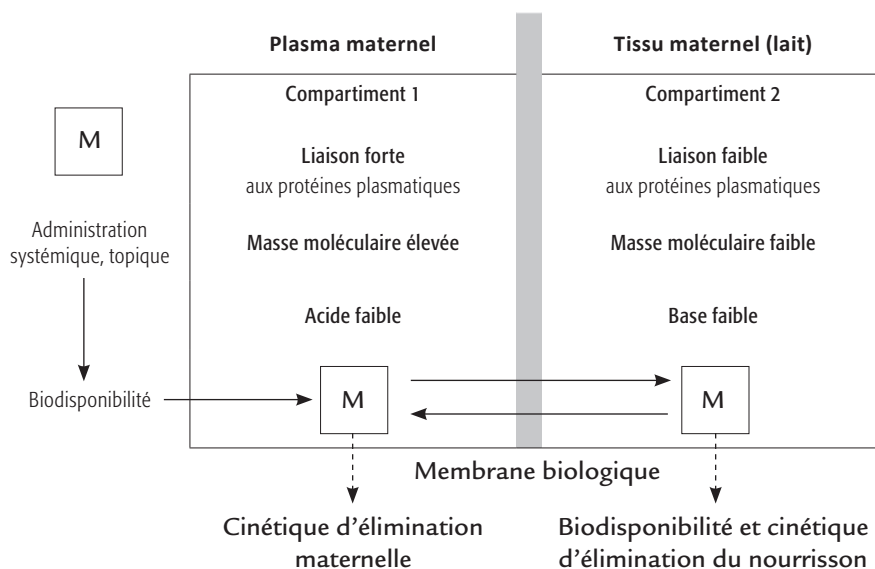 Plasma maternel
Tissu maternel (lait)
Compartiment 1
Compartiment 2
M
Liaison forte
aux protéines plasmatiques
Liaison faible
aux protéines plasmatiques
Administration
systémique, topique
Masse moléculaire élevée
Masse moléculaire faible
Acide faible
Base faible
Biodisponibilité
M
M
Membrane biologique
Cinétique d’élimination
maternelle
Biodisponibilité et cinétique
d’élimination du nourrisson